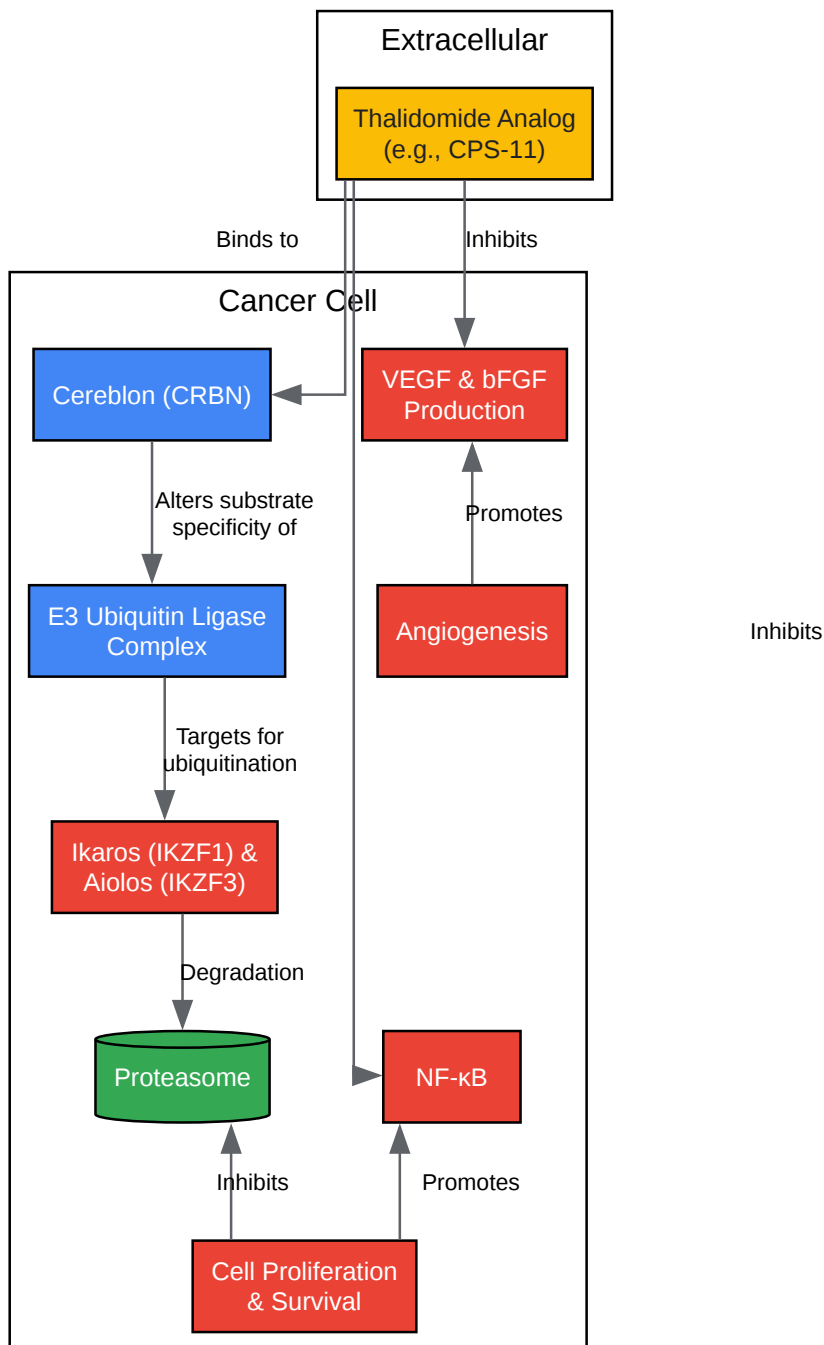 Extracellular
Thalidomide Analog
(e.g., CPS-11)
Binds to
Inhibits
Cancer Cell
Cereblon (CRBN)
VEGF & bFGF
Production
Alters substrate
specificity of
Promotes
E3 Ubiquitin Ligase
Complex
Angiogenesis
Inhibits
Targets for
ubiquitination
Ikaros (IKZF1) &
Aiolos (IKZF3)
Degradation
Proteasome
NF-κB
Inhibits
Promotes
Cell Proliferation
& Survival